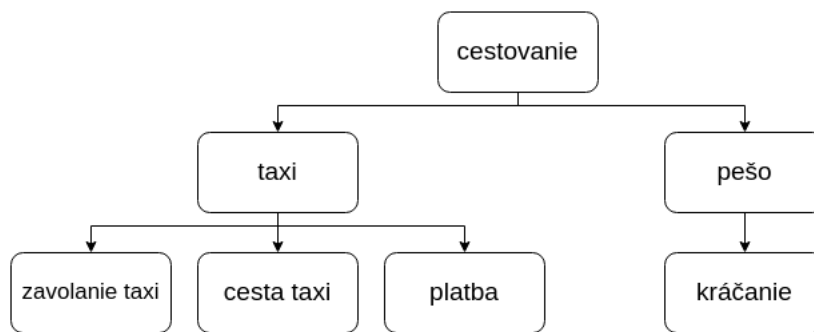 cestovanie
taxi
pešo
zavolanie taxi
cesta taxi
platba
kráčanie